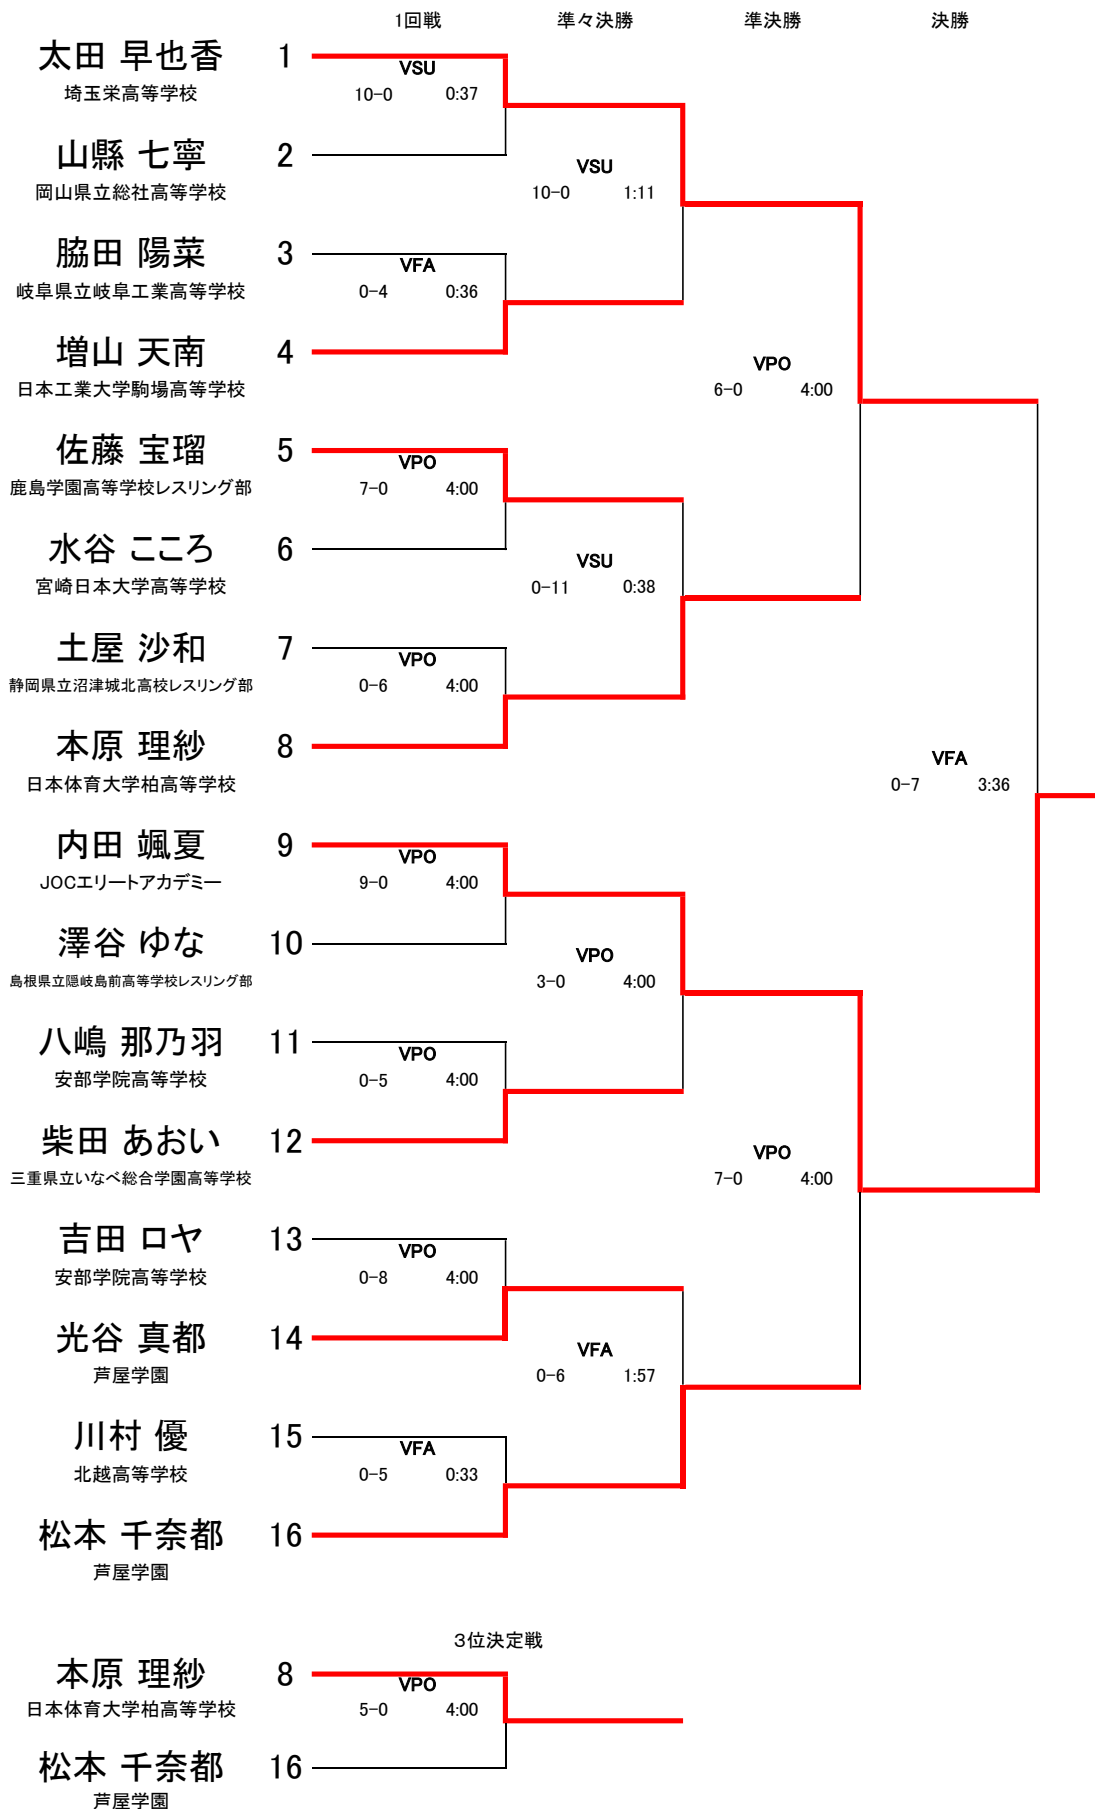 1回戦 準々決勝 準決勝 決勝
太田 早也香 1
埼玉栄高等学校
VSU
10-0 0:37
山縣 七寧 2
岡山県立総社高等学校
VSU
10-0 1:11
脇田 陽菜 3
岐阜県立岐阜工業高等学校
VFA
0-4 0:36
増山 天南 4
日本工業大学駒場高等学校
VPO
6-0 4:00
佐藤 宝瑠 5
鹿島学園高等学校レスリング部
VPO
7-0 4:00
水谷 こころ 6
宮崎日本大学高等学校
VSU
0-11 0:38
土屋 沙和 7
静岡県立沼津城北高校レスリング部
VPO
0-6 4:00
本原 理紗 8
日本体育大学柏高等学校
VFA
0-7 3:36
内田 颯夏 9
JOCエリートアカデミー
VPO
9-0 4:00
澤谷 ゆな 10
島根県立隠岐島前高等学校レスリング部
VPO
3-0 4:00
八嶋 那乃羽 11
安部学院高等学校
VPO
0-5 4:00
柴田 あおい 12
三重県立いなべ総合学園高等学校
VPO
7-0 4:00
吉田 ロヤ 13
安部学院高等学校
VPO
0-8 4:00
光谷 真都 14
芦屋学園
VFA
0-6 1:57
川村 優 15
北越高等学校
VFA
0-5 0:33
松本 千奈都 16
芦屋学園
3位決定戦
本原 理紗 8
日本体育大学柏高等学校
VPO
5-0 4:00
松本 千奈都 16
芦屋学園